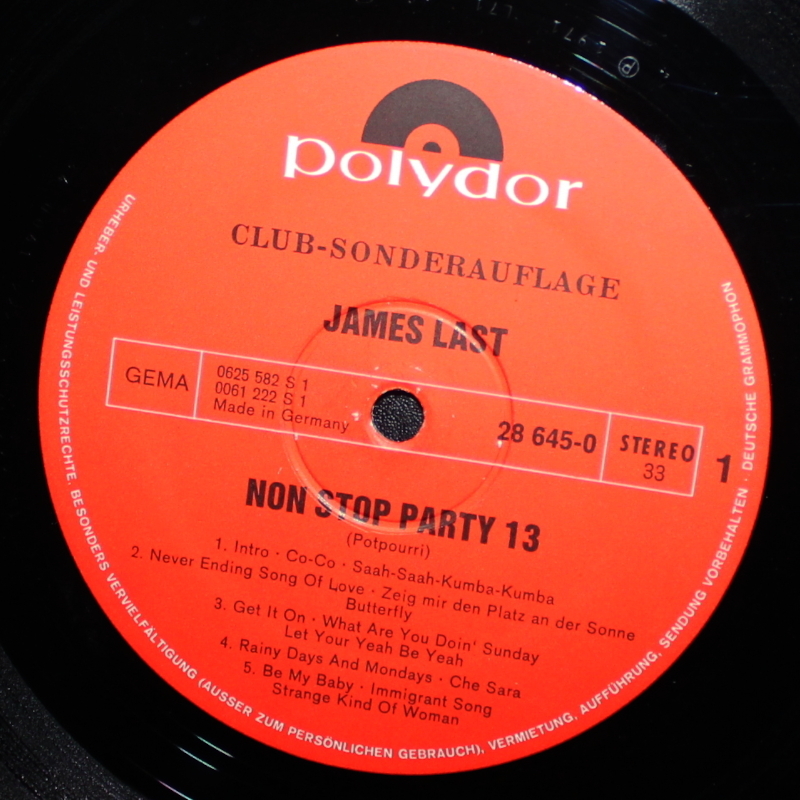 polydor
CLUB-SONDERAUFLAGE
JAMES LAST
GEMA
0625 582 S 1
0061 222 S 1
Made in Germany
28 645-0
STEREO
33
1
NON STOP PARTY 13
(Potpourri)
1. Intro · Co-Co · Saah-Saah-Kumba-Kumba
2. Never Ending Song Of Love · Zeig mir den Platz an der Sonne
Butterfly
3. Get It On · What Are You Doin' Sunday
Let Your Yeah Be Yeah
4. Rainy Days And Mondays · Che Sara
5. Be My Baby · Immigrant Song
Strange Kind Of Woman
URHEBER- UND LEISTUNGSSCHUTZRECHTE, BESONDERS VERVIELFÄLTIGUNG (AUSSER ZUM PERSÖNLICHEN GEBRAUCH), VERMIETUNG, AUFFÜHRUNG, SENDUNG VORBEHALTEN · DEUTSCHE GRAMMOPHON